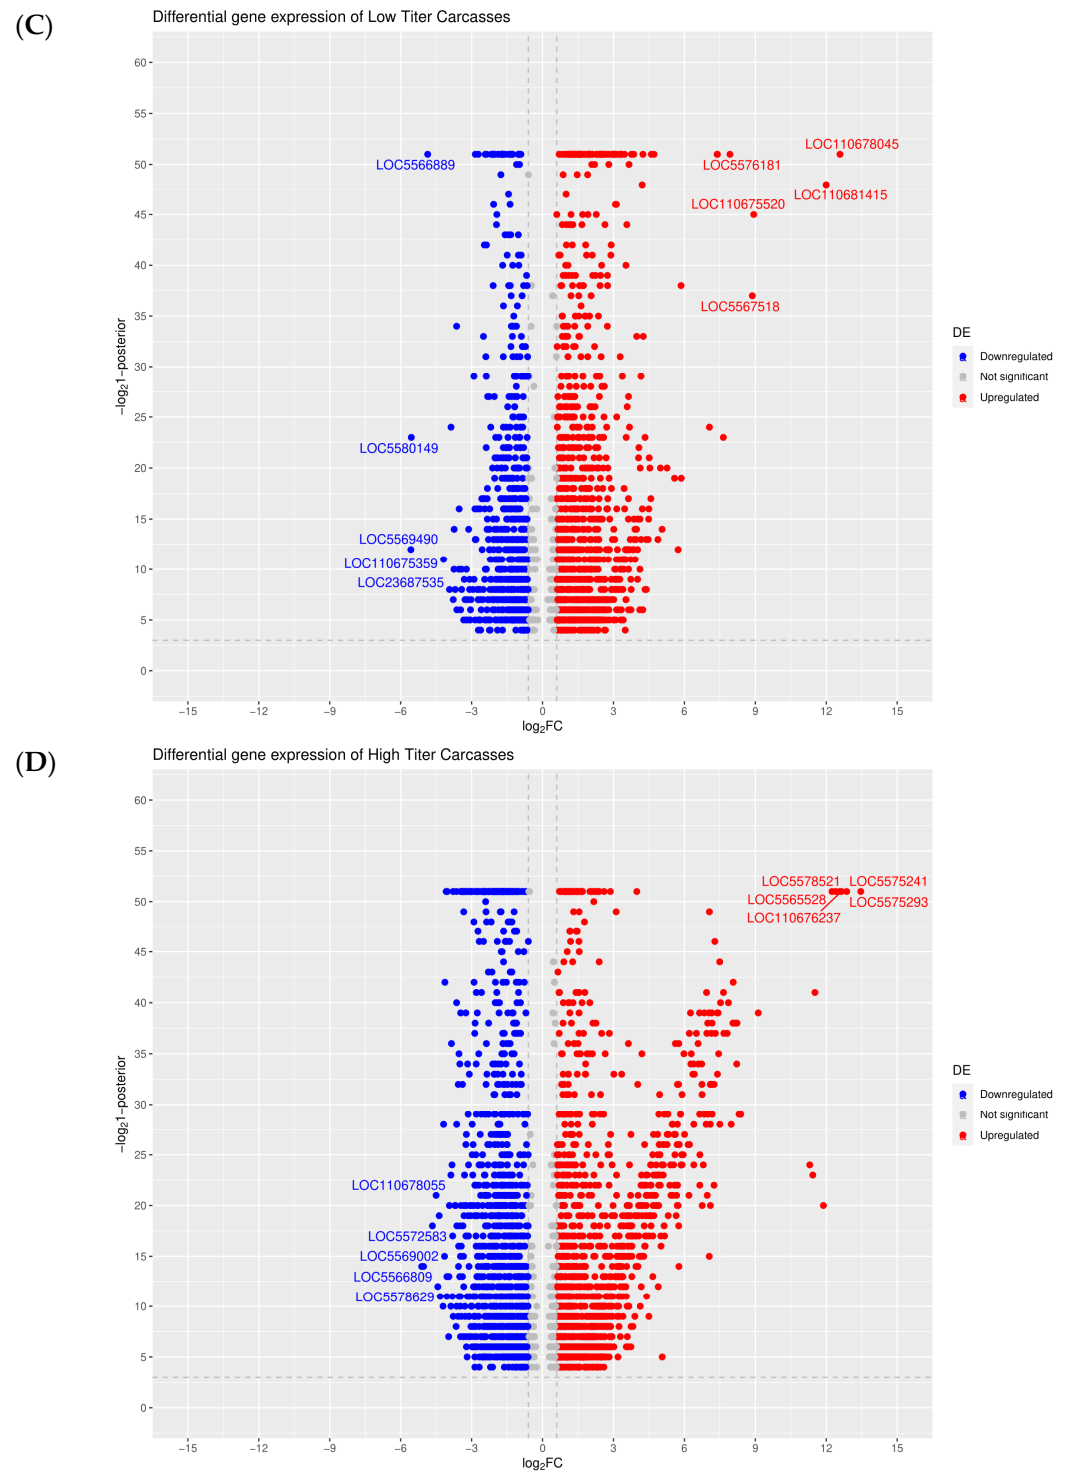 (C)
Differential gene expression of Low Titer Carcasses
60
55
50
45
40
35
30
25
20
15
10
5
0
−log21−posterior
LOC5566889
LOC110678045
LOC5576181
LOC110681415
LOC110675520
LOC5567518
LOC5580149
LOC5569490
LOC110675359
LOC23687535
−15 −12 −9 −6 −3 0 3 6 9 12 15
log2FC
DE
Downregulated
Not significant
Upregulated
(D)
Differential gene expression of High Titer Carcasses
60
55
50
45
40
35
30
25
20
15
10
5
0
−log21−posterior
LOC5578521 LOC5575241
LOC5565528 LOC5575293
LOC110676237
LOC110678055
LOC5572583
LOC5569002
LOC5566809
LOC5578629
−15 −12 −9 −6 −3 0 3 6 9 12 15
log2FC
DE
Downregulated
Not significant
Upregulated